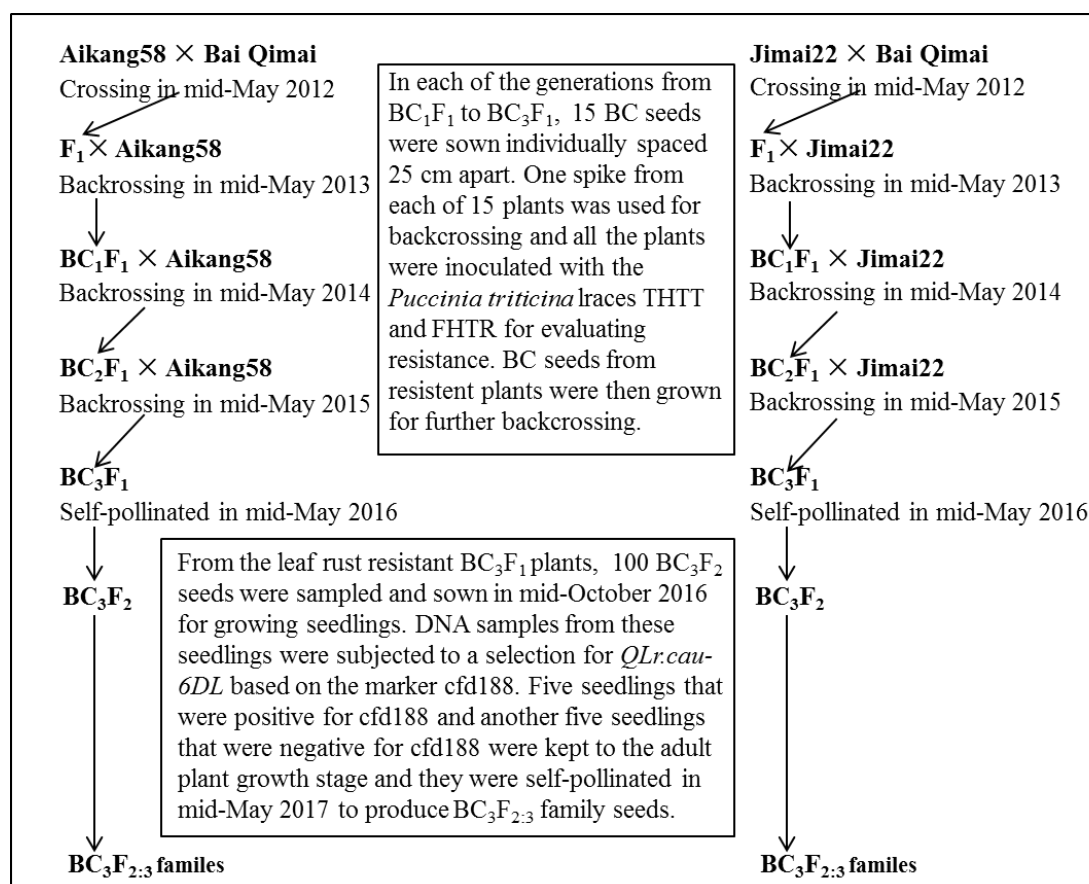 Aikang58 × Bai Qimai
Crossing in mid-May 2012
F₁ × Aikang58
Backrossing in mid-May 2013
BC₁F₁ × Aikang58
Backrossing in mid-May 2014
BC₂F₁ × Aikang58
Backrossing in mid-May 2015
BC₃F₁
Self-pollinated in mid-May 2016
BC₃F₂
BC₃F₂:₃ familes
In each of the generations from
BC₁F₁ to BC₃F₁, 15 BC seeds
were sown individually spaced
25 cm apart. One spike from
each of 15 plants was used for
backcrossing and all the plants
were inoculated with the
Puccinia triticina lraces THTT
and FHTR for evaluating
resistance. BC seeds from
resistent plants were then grown
for further backcrossing.
From the leaf rust resistant BC₃F₁ plants, 100 BC₃F₂
seeds were sampled and sown in mid-October 2016
for growing seedlings. DNA samples from these
seedlings were subjected to a selection for QLr.cau-
6DL based on the marker cfd188. Five seedlings that
were positive for cfd188 and another five seedlings
that were negative for cfd188 were kept to the adult
plant growth stage and they were self-pollinated in
mid-May 2017 to produce BC₃F₂:₃ family seeds.
Jimai22 × Bai Qimai
Crossing in mid-May 2012
F₁ × Jimai22
Backrossing in mid-May 2013
BC₁F₁ × Jimai22
Backrossing in mid-May 2014
BC₂F₁ × Jimai22
Backrossing in mid-May 2015
BC₃F₁
Self-pollinated in mid-May 2016
BC₃F₂
BC₃F₂:₃ familes